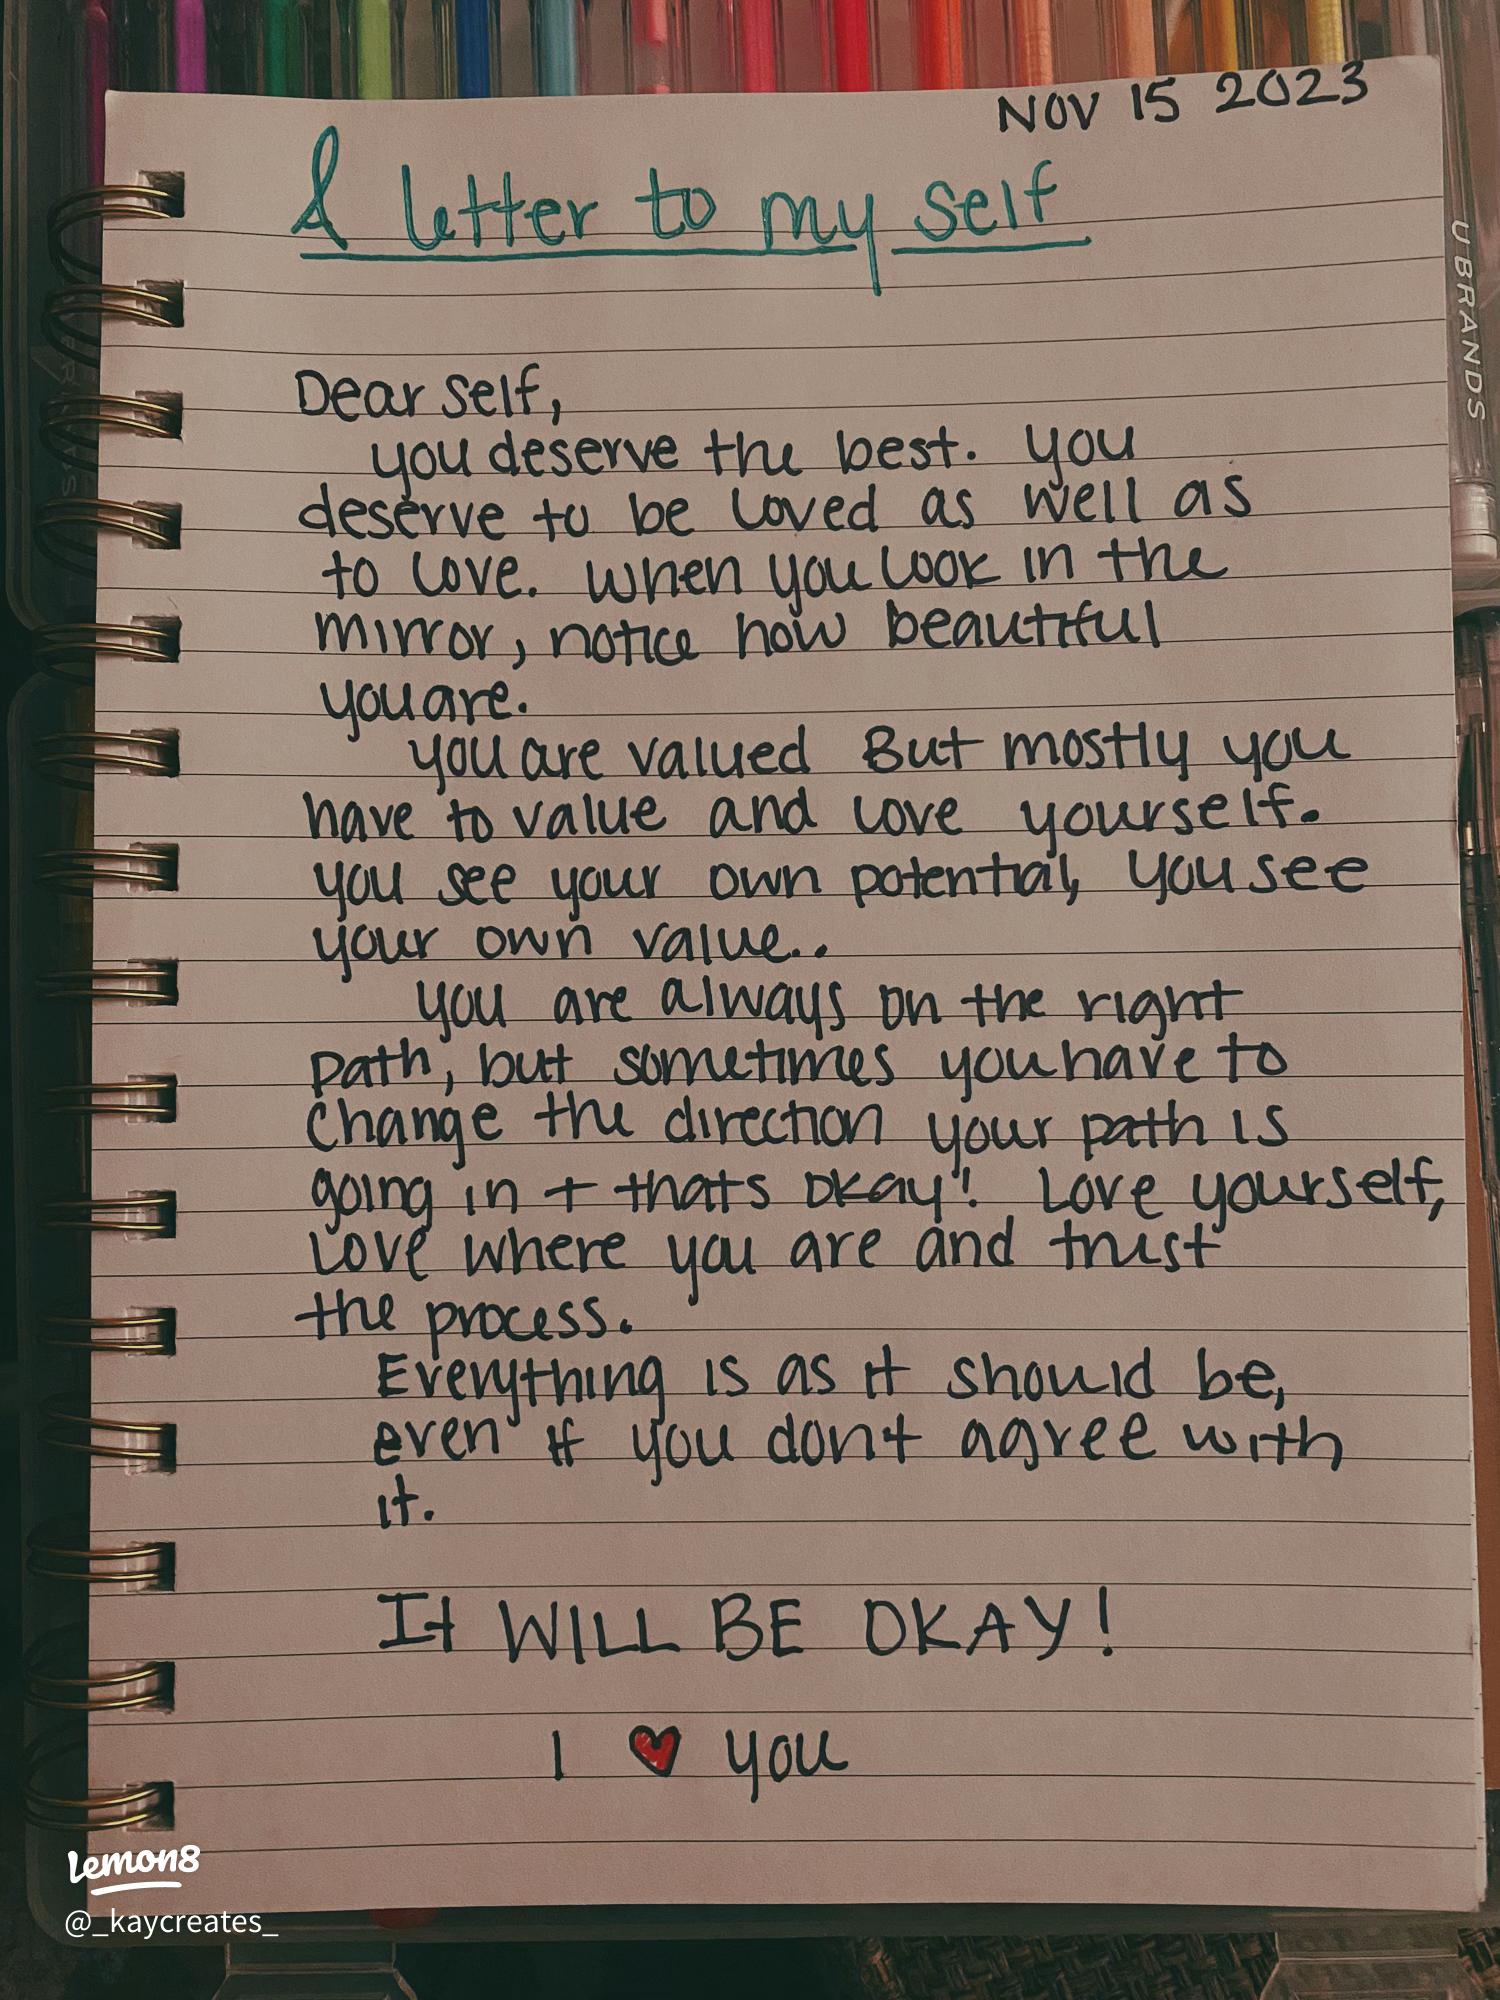 NOV 15 2023
A letter to my self
UBRANDS
Dear self,
you deserve the best. you
deserve to be loved as well as
to love. When you look in the
mirror, notice how beautiful
you are.
you are valued But mostly you
have to value and love yourself.
you see your own potential, you see
your own value..
you are always on the right
path, but sometimes you have to
change the direction your path is
going in + thats okay! Love yourself,
Love where you are and trust
the process.
Everything is as it should be,
even if you dont agree with
it.
It WILL BE OKAY!
I ❤ you
Lemon8
@_kaycreates_